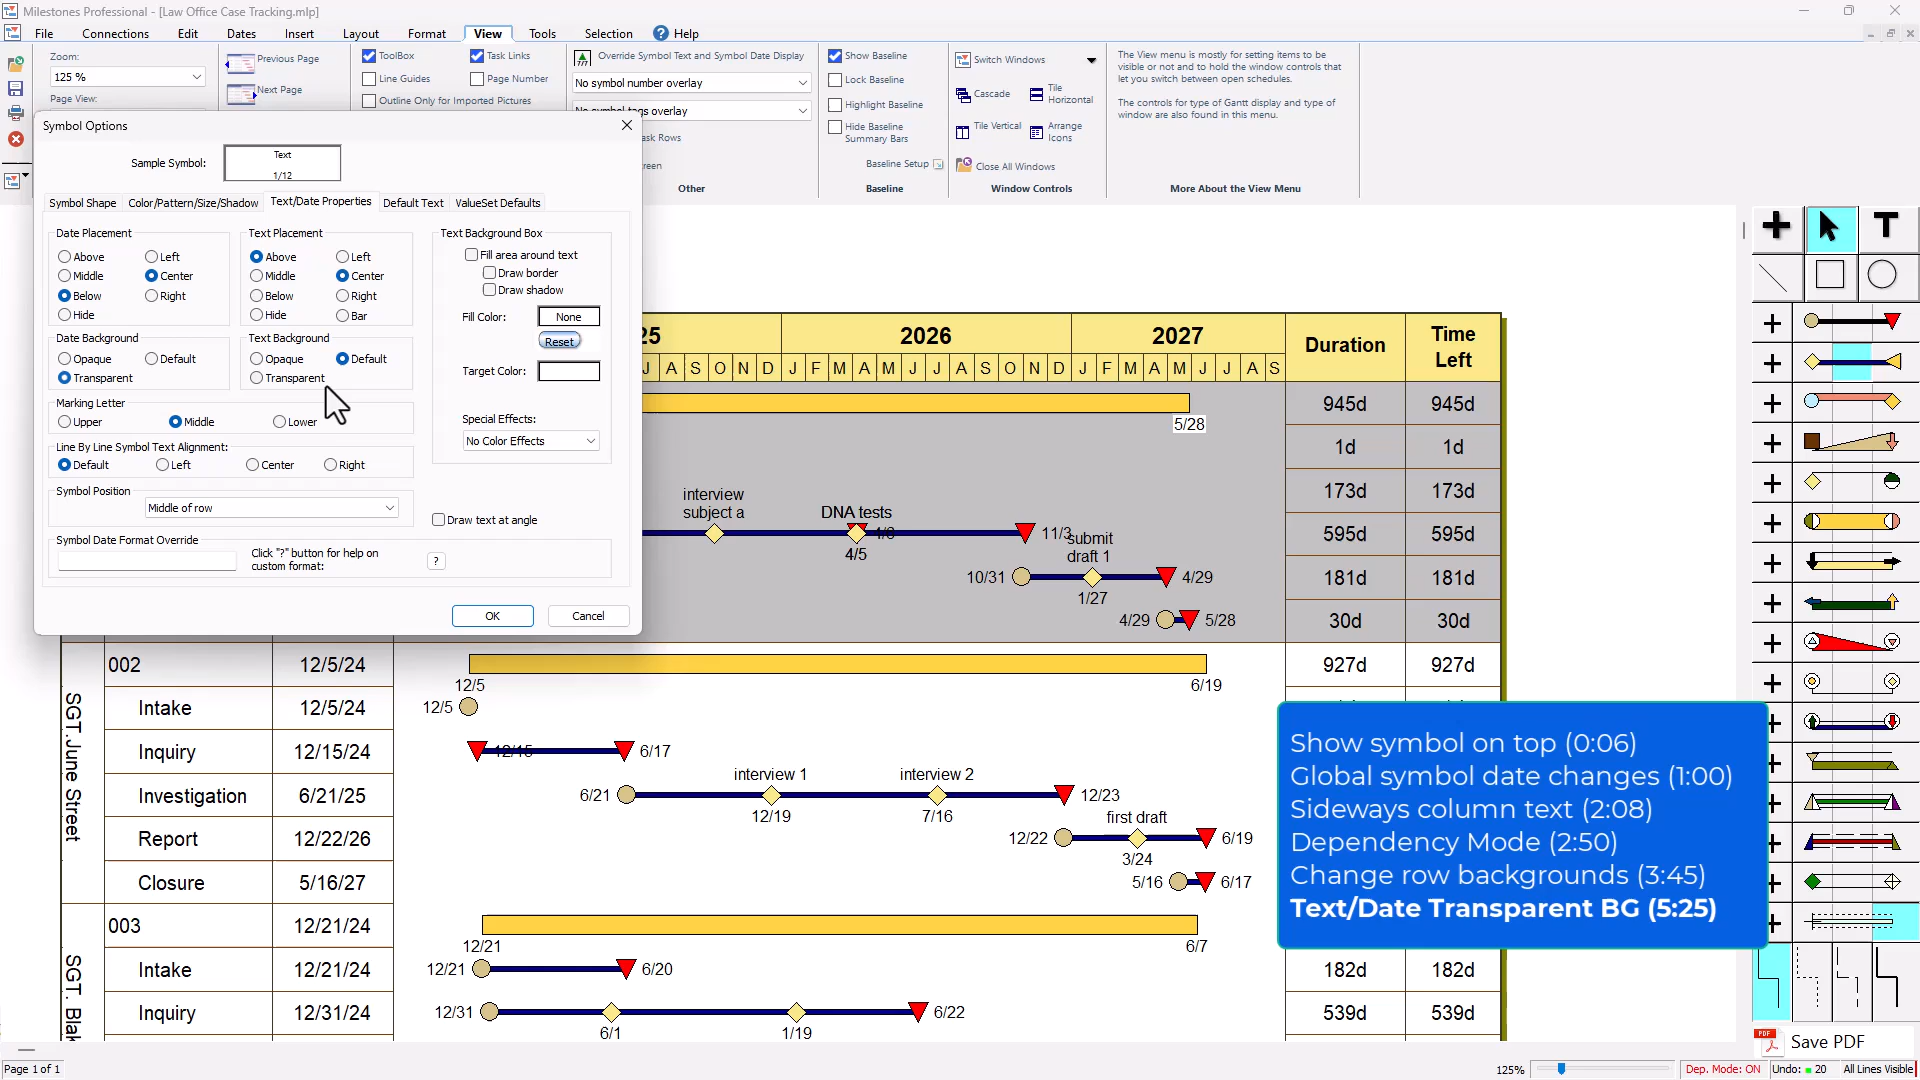 Milestones Professional - [Law Office Case Tracking.mlp]
File Connections Edit Dates Insert Layout Format View Tools Selection Help
Zoom:
125 %
Page View:
Previous Page
Next Page
ToolBox
Line Guides
Outline Only for Imported Pictures
Task Links
Page Number
Override Symbol Text and Symbol Date Display
No symbol number overlay
Other
Show Baseline
Lock Baseline
Highlight Baseline
Hide Baseline
Summary Bars
Baseline Setup
Baseline
Switch Windows
Cascade
Tile
Horizontal
Tile Vertical
Arrange
Icons
Close All Windows
Window Controls
The View menu is mostly for setting items to be
visible or not and to hold the window controls that
let you switch between open schedules.
The controls for type of Gantt display and type of
window are also found in this menu.
More About the View Menu
Symbol Options
Sample Symbol:
Text
1/12
Symbol Shape Color/Pattern/Size/Shadow Text/Date Properties Default Text ValueSet Defaults
Date Placement
Above Left
Middle Center
Below Right
Hide
Text Placement
Above Left
Middle Center
Below Right
Hide Bar
Date Background
Opaque Default
Transparent
Text Background
Opaque Default
Transparent
Marking Letter
Upper Middle Lower
Line By Line Symbol Text Alignment:
Default Left Center Right
Symbol Position
Middle of row
Symbol Date Format Override
Click "?" button for help on
custom format:
?
Text Background Box
Fill area around text
Draw border
Draw shadow
Fill Color: None
Reset
Target Color:
Special Effects:
No Color Effects
Draw text at angle
OK Cancel
25 2026 2027 Duration Time
Left
J A S O N D J F M A M J J A S O N D J F M A M J J A S
5/28 945d 945d
1d 1d
173d 173d
interview
subject a
DNA tests
4/5
11/3
595d 595d
submit
draft 1
10/31 1/27 4/29 181d 181d
4/29 5/28 30d 30d
SGT.June Street
002 12/5/24 12/5 6/19 927d 927d
Intake 12/5/24 12/5
Inquiry 12/15/24 12/15 6/17
Investigation 6/21/25 6/21 interview 1 12/19 interview 2 7/16 12/23
Report 12/22/26 12/22 first draft 3/24 6/19
Closure 5/16/27 5/16 6/17
SGT. Blak
003 12/21/24 12/21 6/7
Intake 12/21/24 12/21 6/20 182d 182d
Inquiry 12/31/24 12/31 6/1 1/19 6/22 539d 539d
Show symbol on top (0:06)
Global symbol date changes (1:00)
Sideways column text (2:08)
Dependency Mode (2:50)
Change row backgrounds (3:45)
Text/Date Transparent BG (5:25)
T
PDF
Save PDF
Page 1 of 1
125% Dep. Mode: ON Undo: 20 All Lines Visible